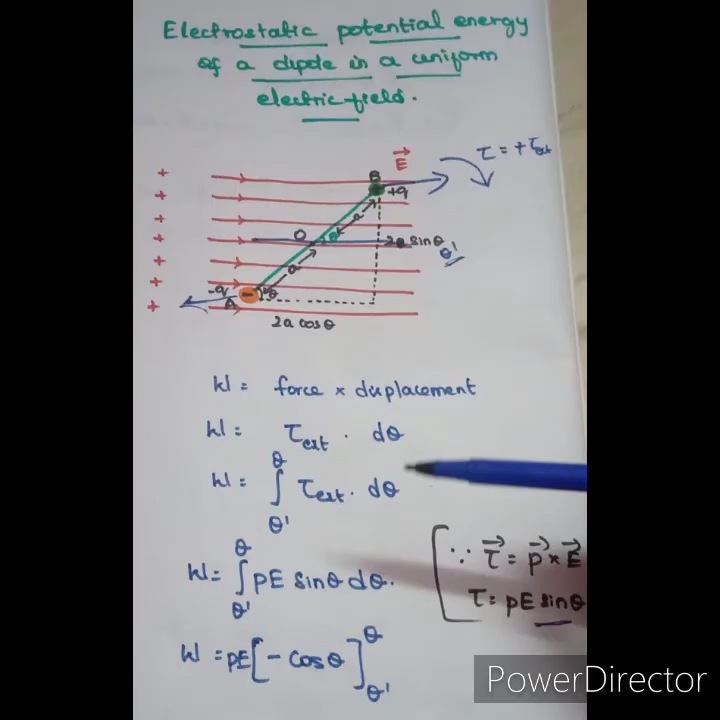 Electrostatic potential energy
of a dipole in a uniform
electric field.
E→
τ = +τext
B
+q
+
+
+
+
+
+
+
a
O
θ
2a sinθ
θ'
a
-q
A
θ
2a cosθ
W = force × duplacement
W = τext . dθ
W = ∫θ'^θ τext . dθ
W = ∫θ'^θ pE sinθ dθ.
∵ τ→ = p→ × E→
τ = pE sinθ
W = pE[- cosθ]θ'^θ
PowerDirector